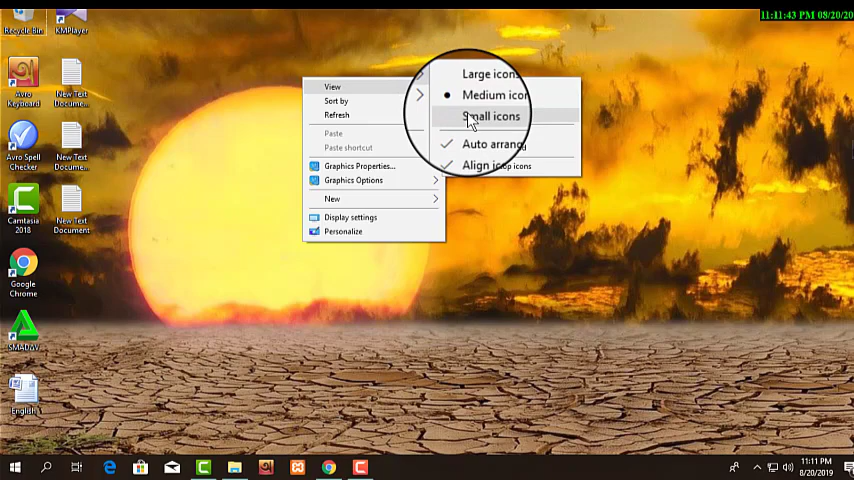 11:11:43 PM 08/20/20
Recycle Bin
KMPlayer
Avro Keyboard
New Text Docume...
Avro Spell Checker
New Text Docume...
Camtasia 2018
New Text Document
Google Chrome
SMADAV
English
View
Sort by
Refresh
Paste
Paste shortcut
Graphics Properties...
Graphics Options
New
Display settings
Personalize
Large icons
Medium icon
Small icons
Auto arrang
Align icop icons
11:11 PM
8/20/2019